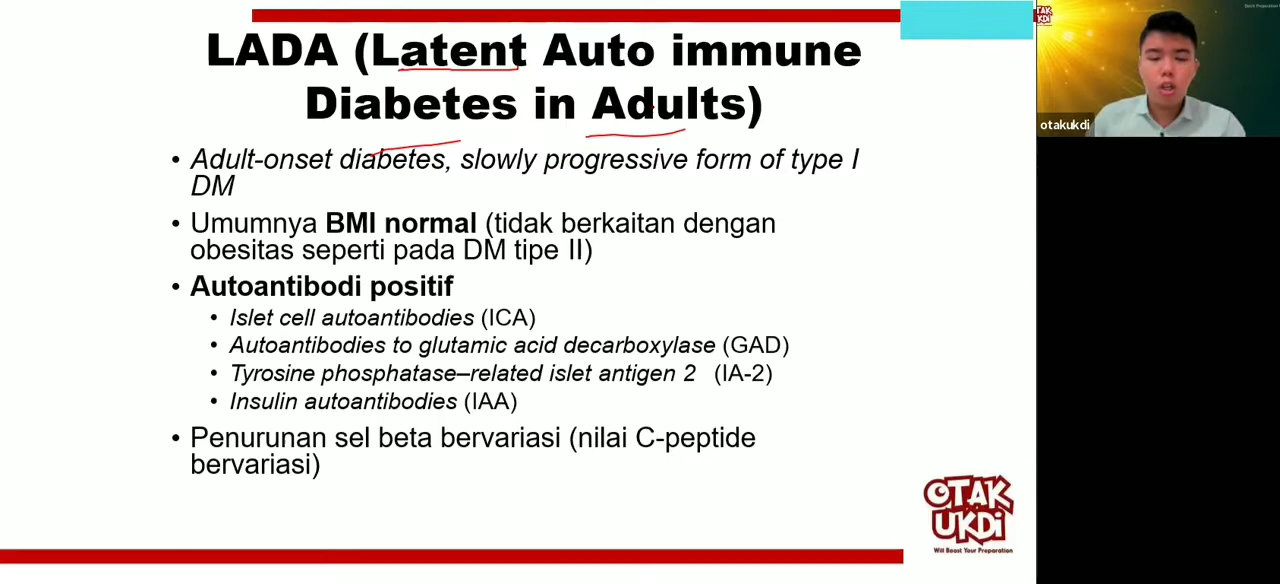 LADA (Latent Auto immune
Diabetes in Adults)
• Adult-onset diabetes, slowly progressive form of type I
DM
• Umumnya BMI normal (tidak berkaitan dengan
obesitas seperti pada DM tipe II)
• Autoantibodi positif
• Islet cell autoantibodies (ICA)
• Autoantibodies to glutamic acid decarboxylase (GAD)
• Tyrosine phosphatase–related islet antigen 2 (IA-2)
• Insulin autoantibodies (IAA)
• Penurunan sel beta bervariasi (nilai C-peptide
bervariasi)
OTAK
UKDi
Will Boost Your Preparation
OTAK
UKDi
otakukdi